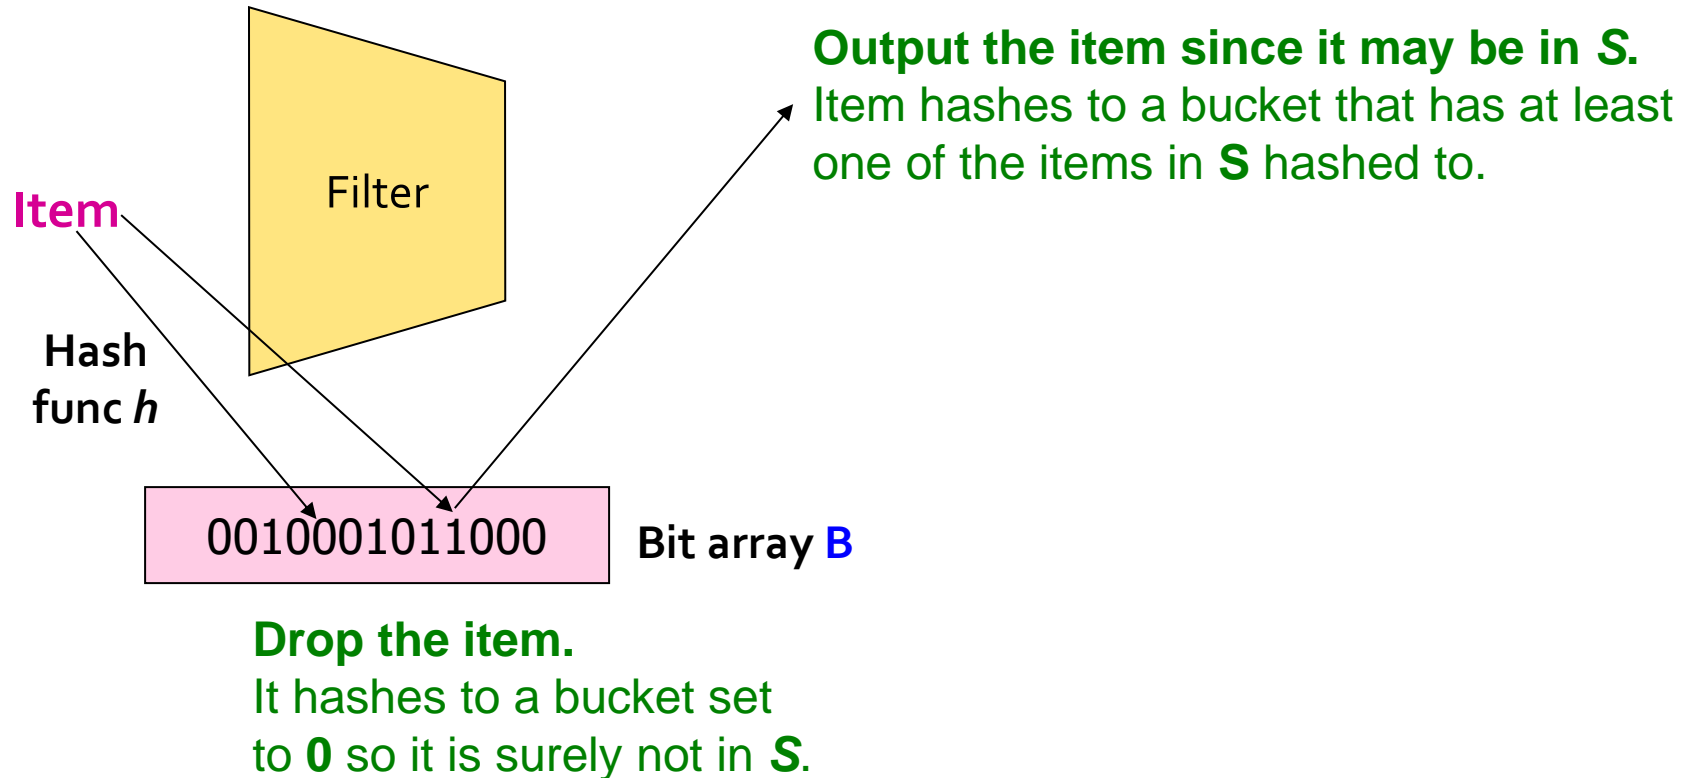 Output the item since it may be in S.
Item hashes to a bucket that has at least
one of the items in S hashed to.
Filter
Item
Hash
func h
0010001011000
Bit array B
Drop the item.
It hashes to a bucket set
to 0 so it is surely not in S.